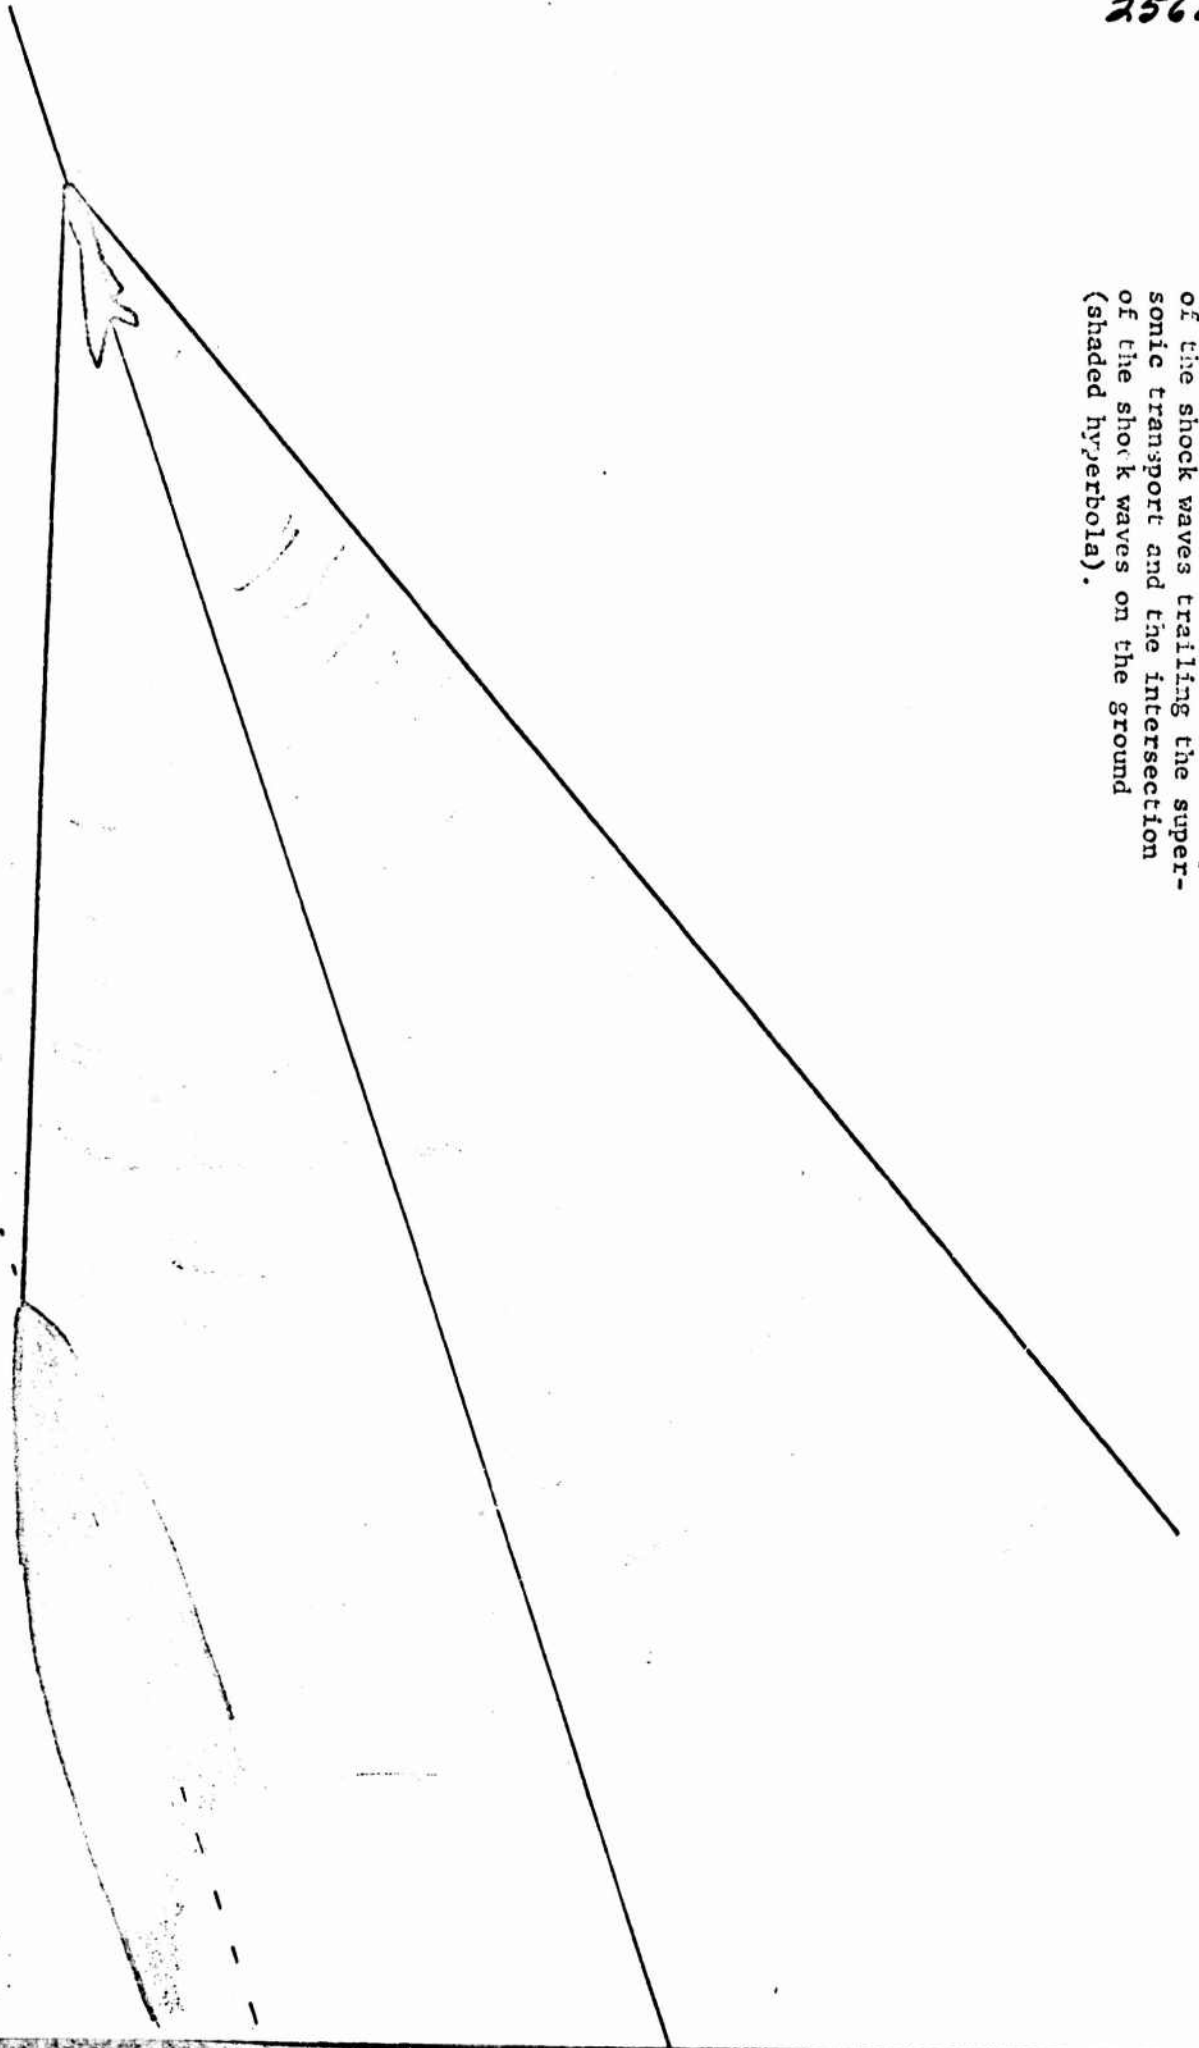 256
of the shock waves trailing the super-
sonic transport and the intersection
of the shock waves on the ground
(shaded hyperbola).